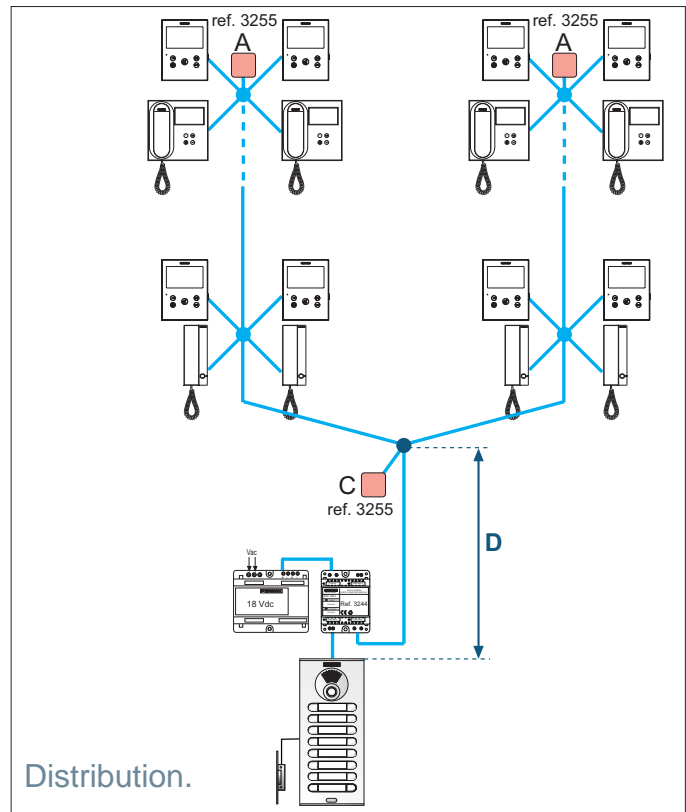 ref. 3255
A
ref. 3255
A
C
ref. 3255
D
Vac
18 Vdc
Ref. 3244
Distribution.